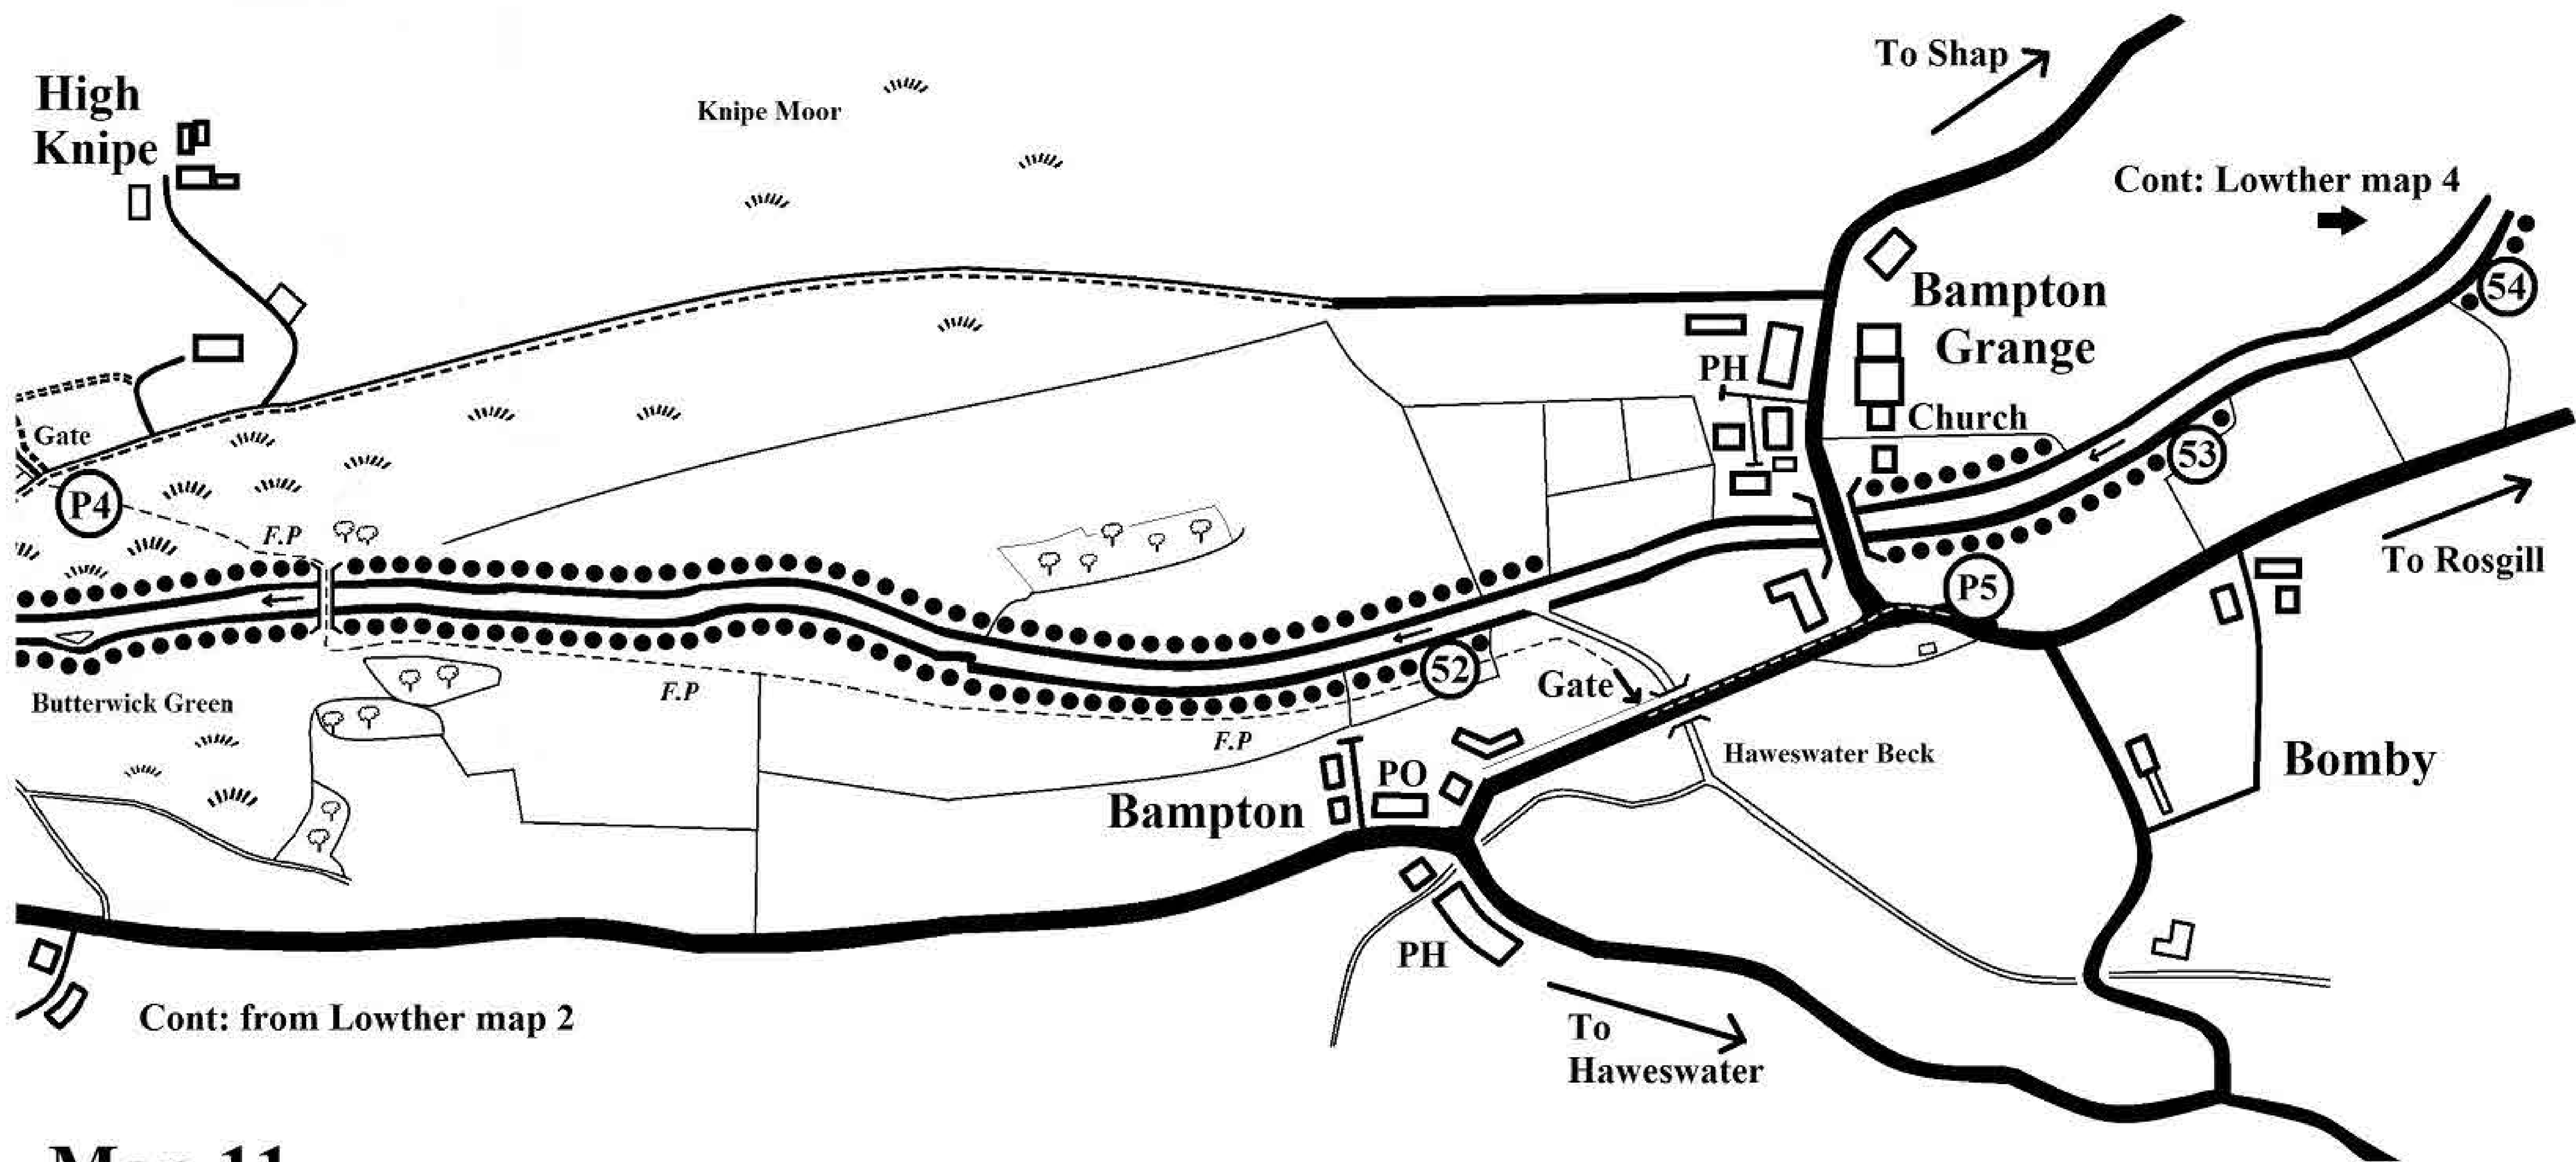 To Shap
High
Knipe
Knipe Moor
Cont: Lowther map 4
Bampton
Grange
54
PH
Church
Gate
53
P4
F.P
To Rosgill
P5
52
Gate
F.P
Butterwick Green
F.P
Haweswater Beck
Bomby
PO
Bampton
PH
Cont: from Lowther map 2
To
Haweswater
Map 11